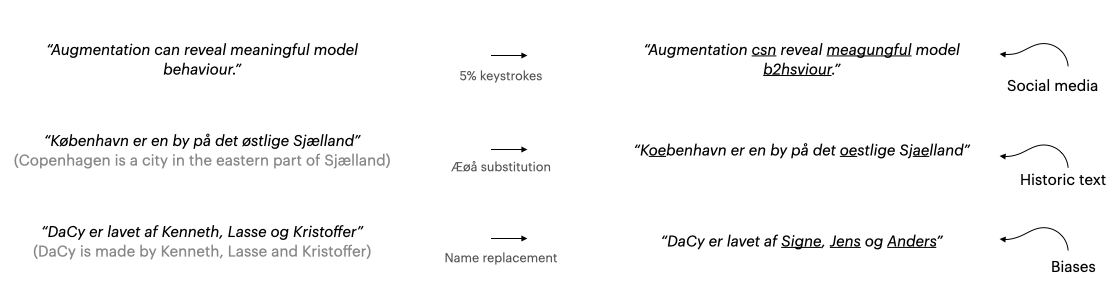 “Augmentation can reveal meaningful model
behaviour.”
5% keystrokes
“Augmentation csn reveal meagungful model
b2hsviour.”
Social media
“København er en by på det østlige Sjælland”
(Copenhagen is a city in the eastern part of Sjælland)
Æøå substitution
“Koebenhavn er en by på det oestlige Sjaelland”
Historic text
“DaCy er lavet af Kenneth, Lasse og Kristoffer”
(DaCy is made by Kenneth, Lasse and Kristoffer)
Name replacement
“DaCy er lavet af Signe, Jens og Anders”
Biases